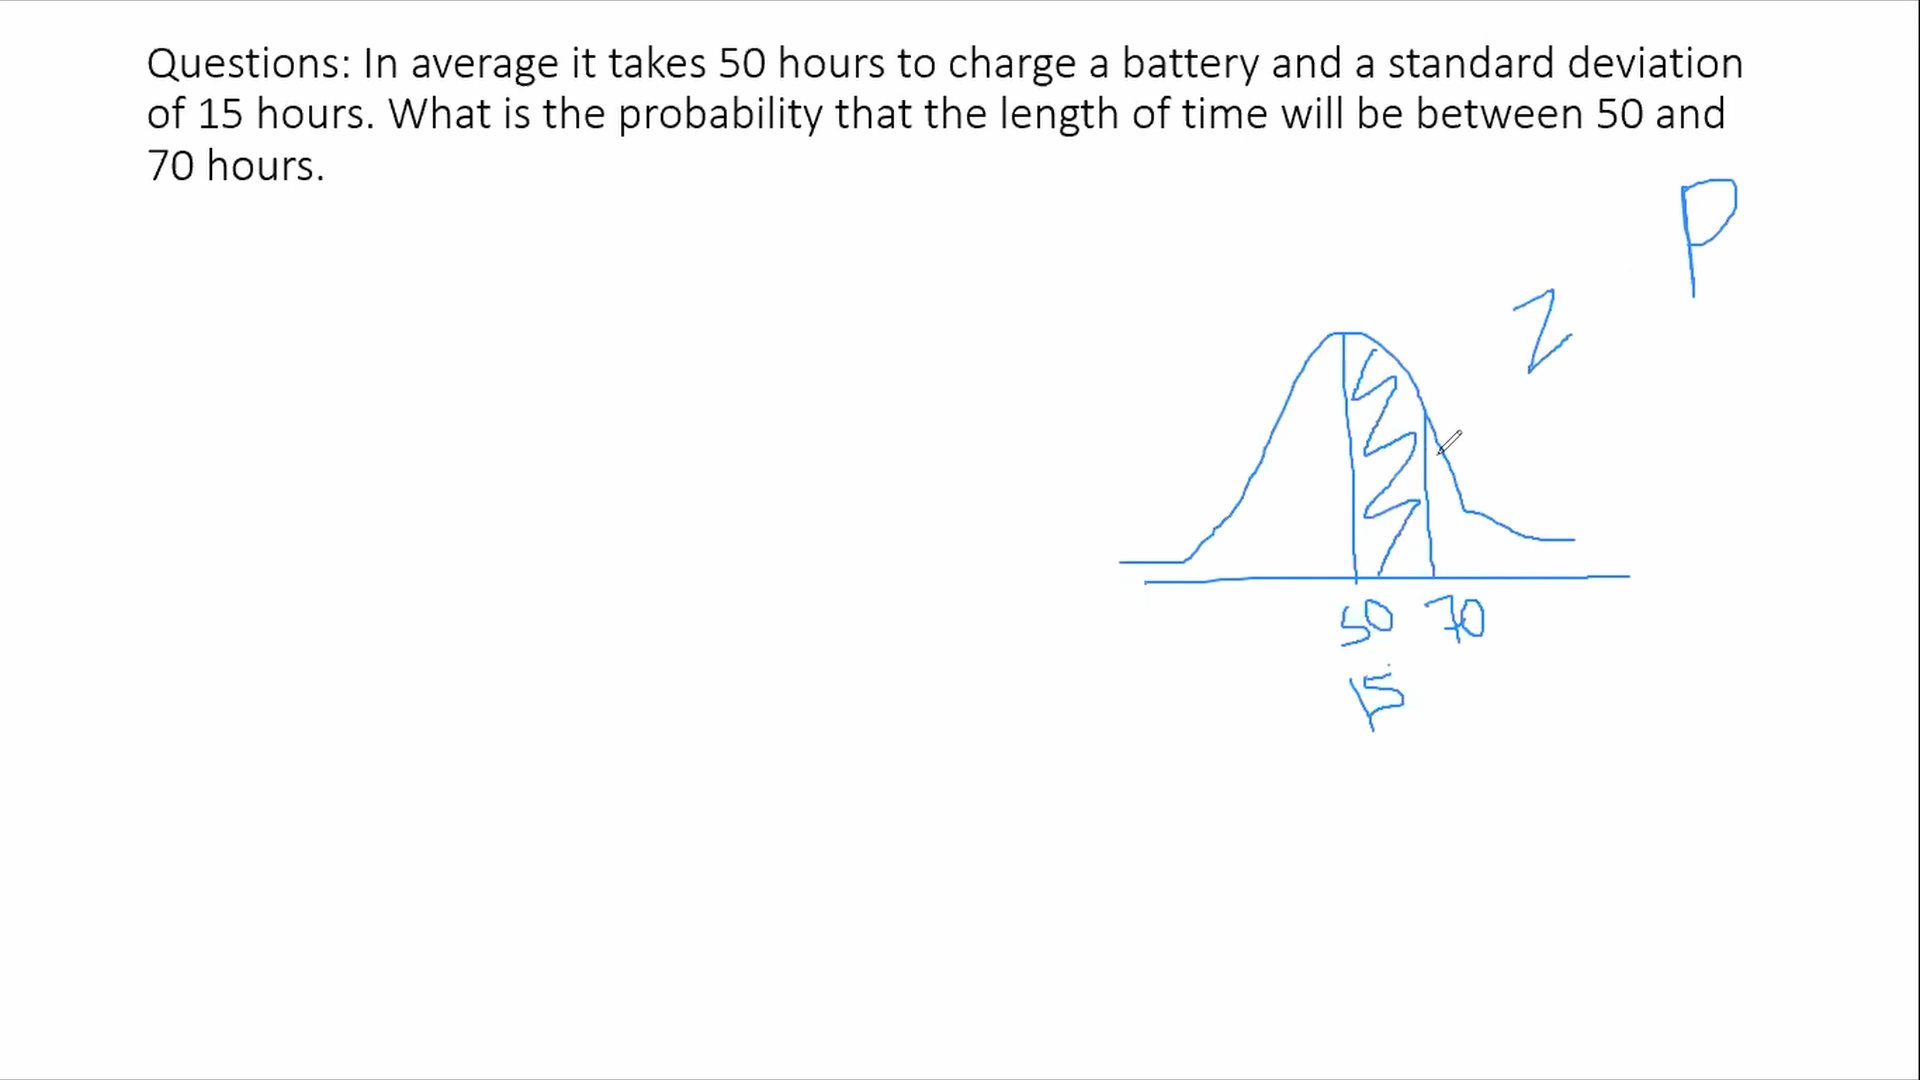 Questions: In average it takes 50 hours to charge a battery and a standard deviation
of 15 hours. What is the probability that the length of time will be between 50 and
70 hours.
P
Z
50 70
15